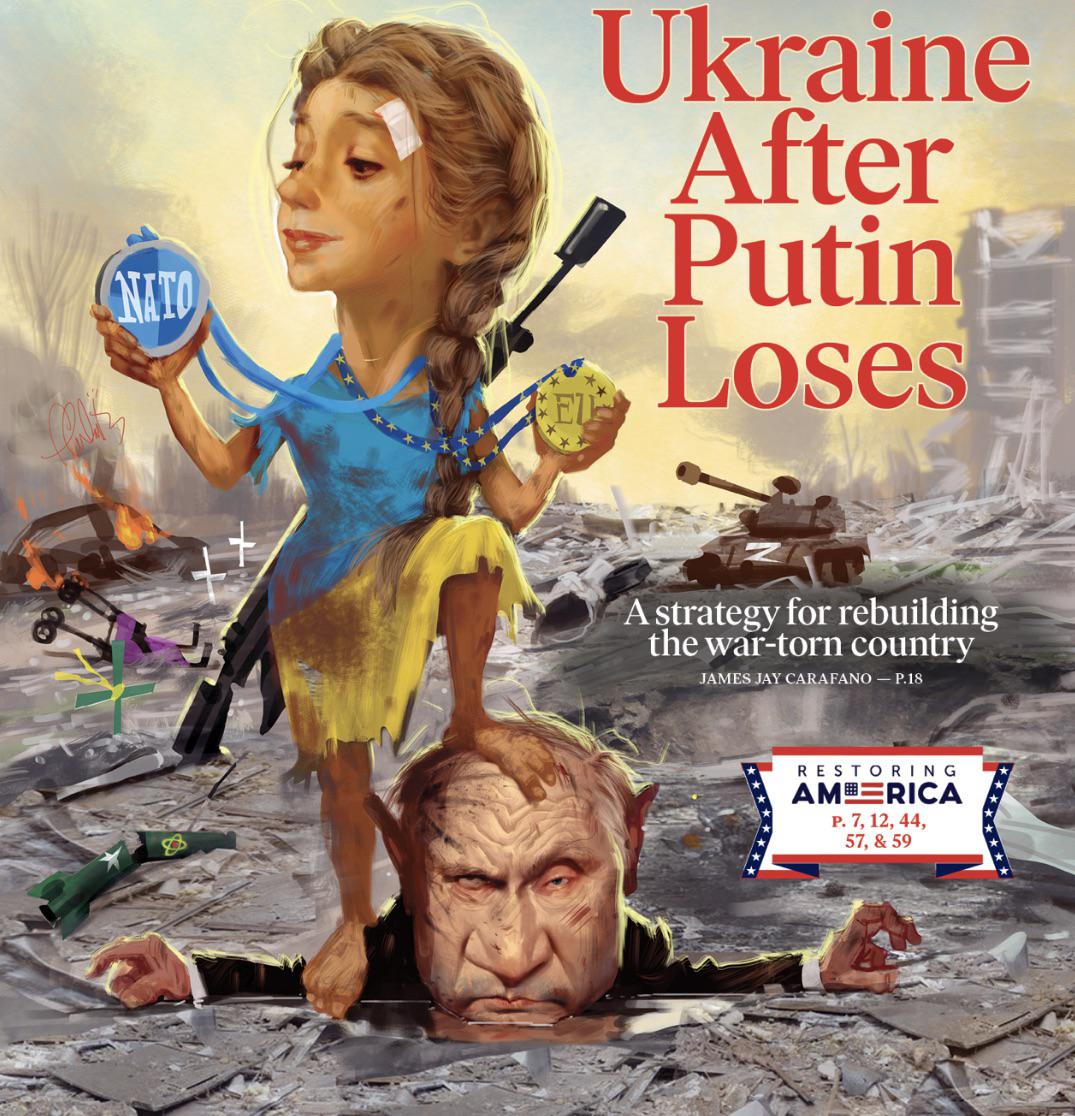 Ukraine
After
Putin
Loses
NATO
EU
Z
A strategy for rebuilding
the war-torn country
JAMES JAY CARAFANO — P.18
RESTORING
AMERICA
P. 7, 12, 44,
57, & 59